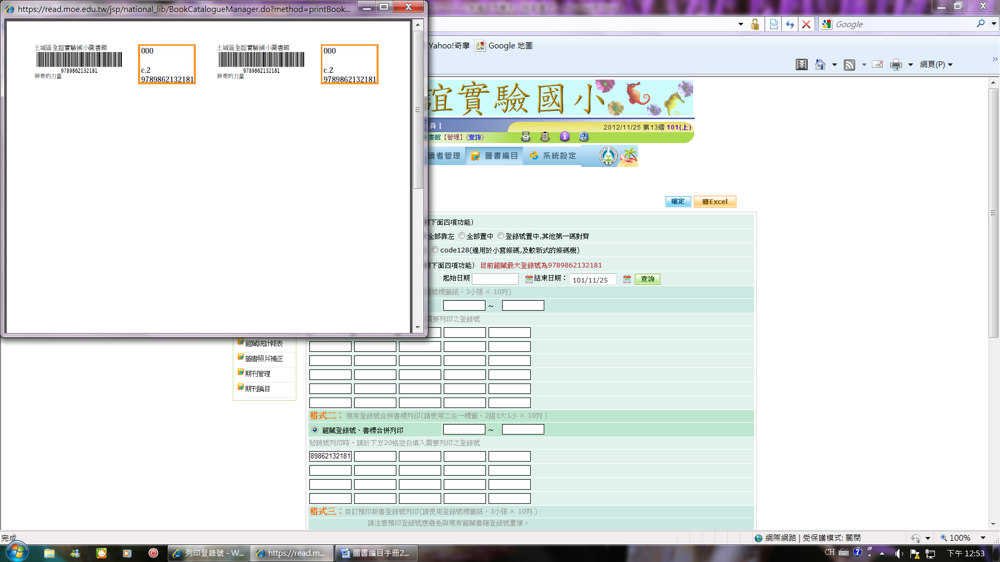 https://read.moe.edu.tw/jsp/national_lib/BookCatalogueManager.do?method=printBook...
土城區全誼實驗國小圖書館
9789862132181
神奇的力量
000
c.2
9789862132181
土城區全誼實驗國小圖書館
9789862132181
神奇的力量
000
c.2
9789862132181
Google
Yahoo!奇摩
Google 地圖
網頁(P)
誼實驗國小
員 |
2012/11/25 第13週 101(上)
書館【管理】(查詢)
讀者管理
圖書編目
系統設定
確定
轉Excel
下面四項功能〕
全部靠左 全部置中 登錄號置中,其他第一碼對齊
code128(適用於小寫條碼,及較新式的條碼機)
下面四項功能〕 目前館藏最大登錄號為9789862132181
起始日期 結束日期： 101/11/25 查詢
錄號標籤紙，3小張 × 10列)
~
需要列印之登錄號
館藏統計報表
圖書照片補正
期刊管理
期刊編目
格式二： 現有登錄號合併書標列印(請使用二合一標籤，2組1大1小 × 10列 )
館藏登錄號、書標合併列印 ~
若跳號列印時，請於下方20格空白填入需要列印之登錄號
89862132181
格式三： 自訂預印新書登錄號列印(請使用登錄號標籤紙，3小張 × 10列 )
請注意預印登錄號應避免與現有館藏書籍登錄號重複。
完成
網際網路 | 受保護模式: 關閉
100%
列印登錄號 - W...
https://read.m...
圖書編目手冊2...
CH
下午 12:53